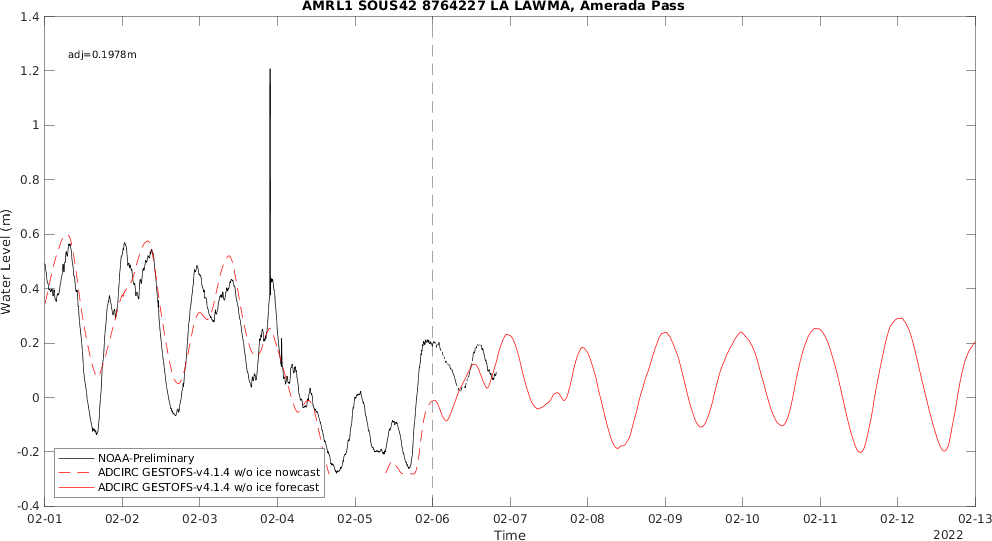 AMRL1 SOUS42 8764227 LA LAWMA, Amerada Pass
adj=0.1978m
1.4
1.2
1
0.8
0.6
0.4
0.2
0
-0.2
-0.4
Water Level (m)
NOAA-Preliminary
ADCIRC GESTOFS-v4.1.4 w/o ice nowcast
ADCIRC GESTOFS-v4.1.4 w/o ice forecast
02-01 02-02 02-03 02-04 02-05 02-06 02-07 02-08 02-09 02-10 02-11 02-12 02-13
Time
2022